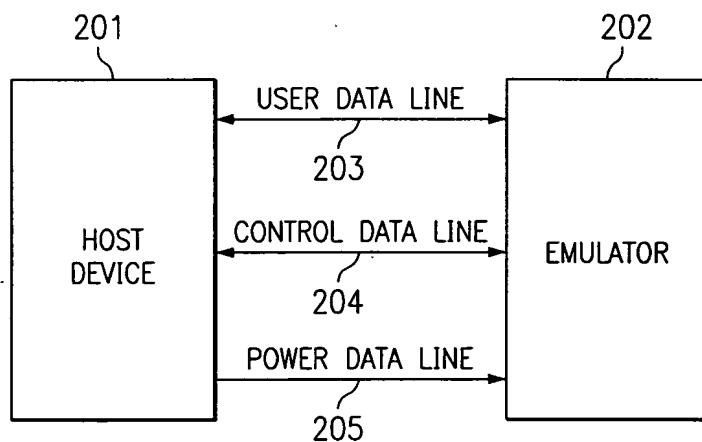 201
202
USER DATA LINE
203
HOST
DEVICE
CONTROL DATA LINE
204
EMULATOR
POWER DATA LINE
205